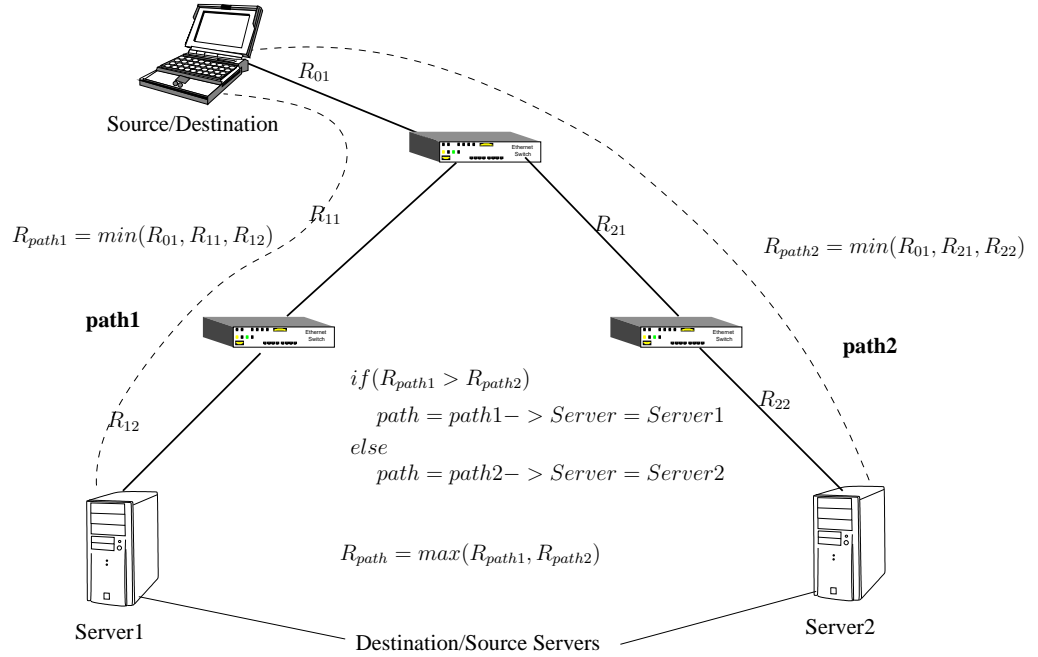 R_{01}
Source/Destination
Ethernet
Switch
R_{11}
R_{21}
R_{path1} = min(R_{01}, R_{11}, R_{12})
R_{path2} = min(R_{01}, R_{21}, R_{22})
path1
Ethernet
Switch
Ethernet
Switch
path2
if(R_{path1} > R_{path2})
path = path1− > Server = Server1
else
path = path2− > Server = Server2
R_{12}
R_{22}
R_{path} = max(R_{path1}, R_{path2})
Server1
Destination/Source Servers
Server2